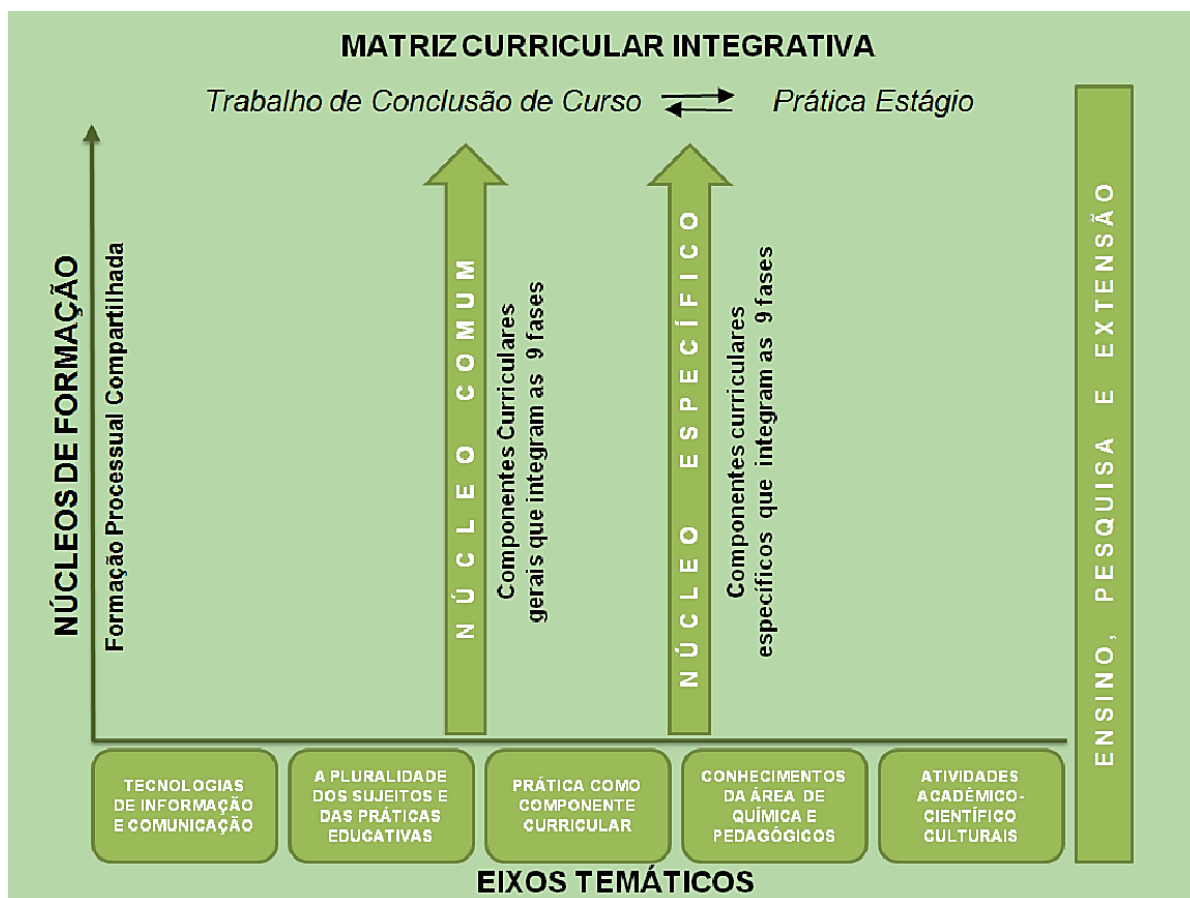 MATRIZ CURRICULAR INTEGRATIVA
Trabalho de Conclusão de Curso
Prática Estágio
NÚCLEOS DE FORMAÇÃO
Formação Processual Compartilhada
NÚCLEO COMUM
Componentes Curriculares
gerais que integram as 9 fases
NÚCLEO ESPECÍFICO
Componentes curriculares
específicos que integram as 9 fases
ENSINO, PESQUISA E EXTENSÃO
TECNOLOGIAS
DE INFORMAÇÃO
E COMUNICAÇÃO
A PLURALIDADE
DOS SUJEITOS E
DAS PRÁTICAS
EDUCATIVAS
PRÁTICA COMO
COMPONENTE
CURRICULAR
CONHECIMENTOS
DA ÁREA DE
QUÍMICA E
PEDAGÓGICOS
ATIVIDADES
ACADÊMICO-
CIENTÍFICO
CULTURAIS
EIXOS TEMÁTICOS